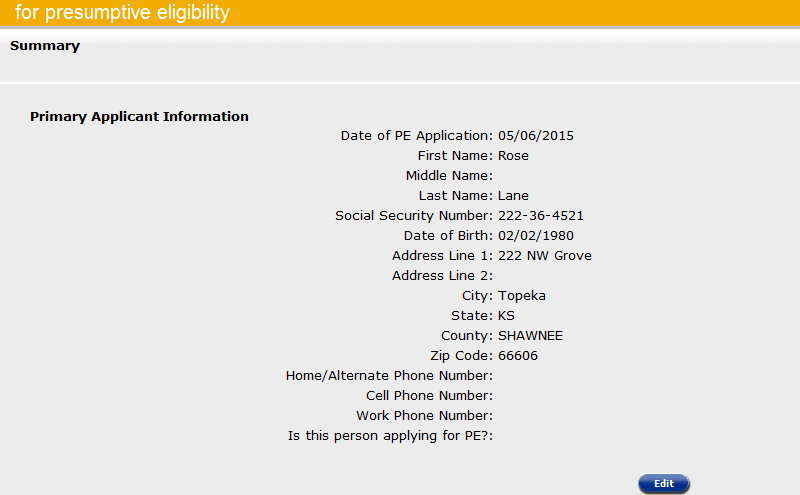 for presumptive eligibility
Summary
Primary Applicant Information
Date of PE Application: 05/06/2015
First Name: Rose
Middle Name:
Last Name: Lane
Social Security Number: 222-36-4521
Date of Birth: 02/02/1980
Address Line 1: 222 NW Grove
Address Line 2:
City: Topeka
State: KS
County: SHAWNEE
Zip Code: 66606
Home/Alternate Phone Number:
Cell Phone Number:
Work Phone Number:
Is this person applying for PE?:
Edit